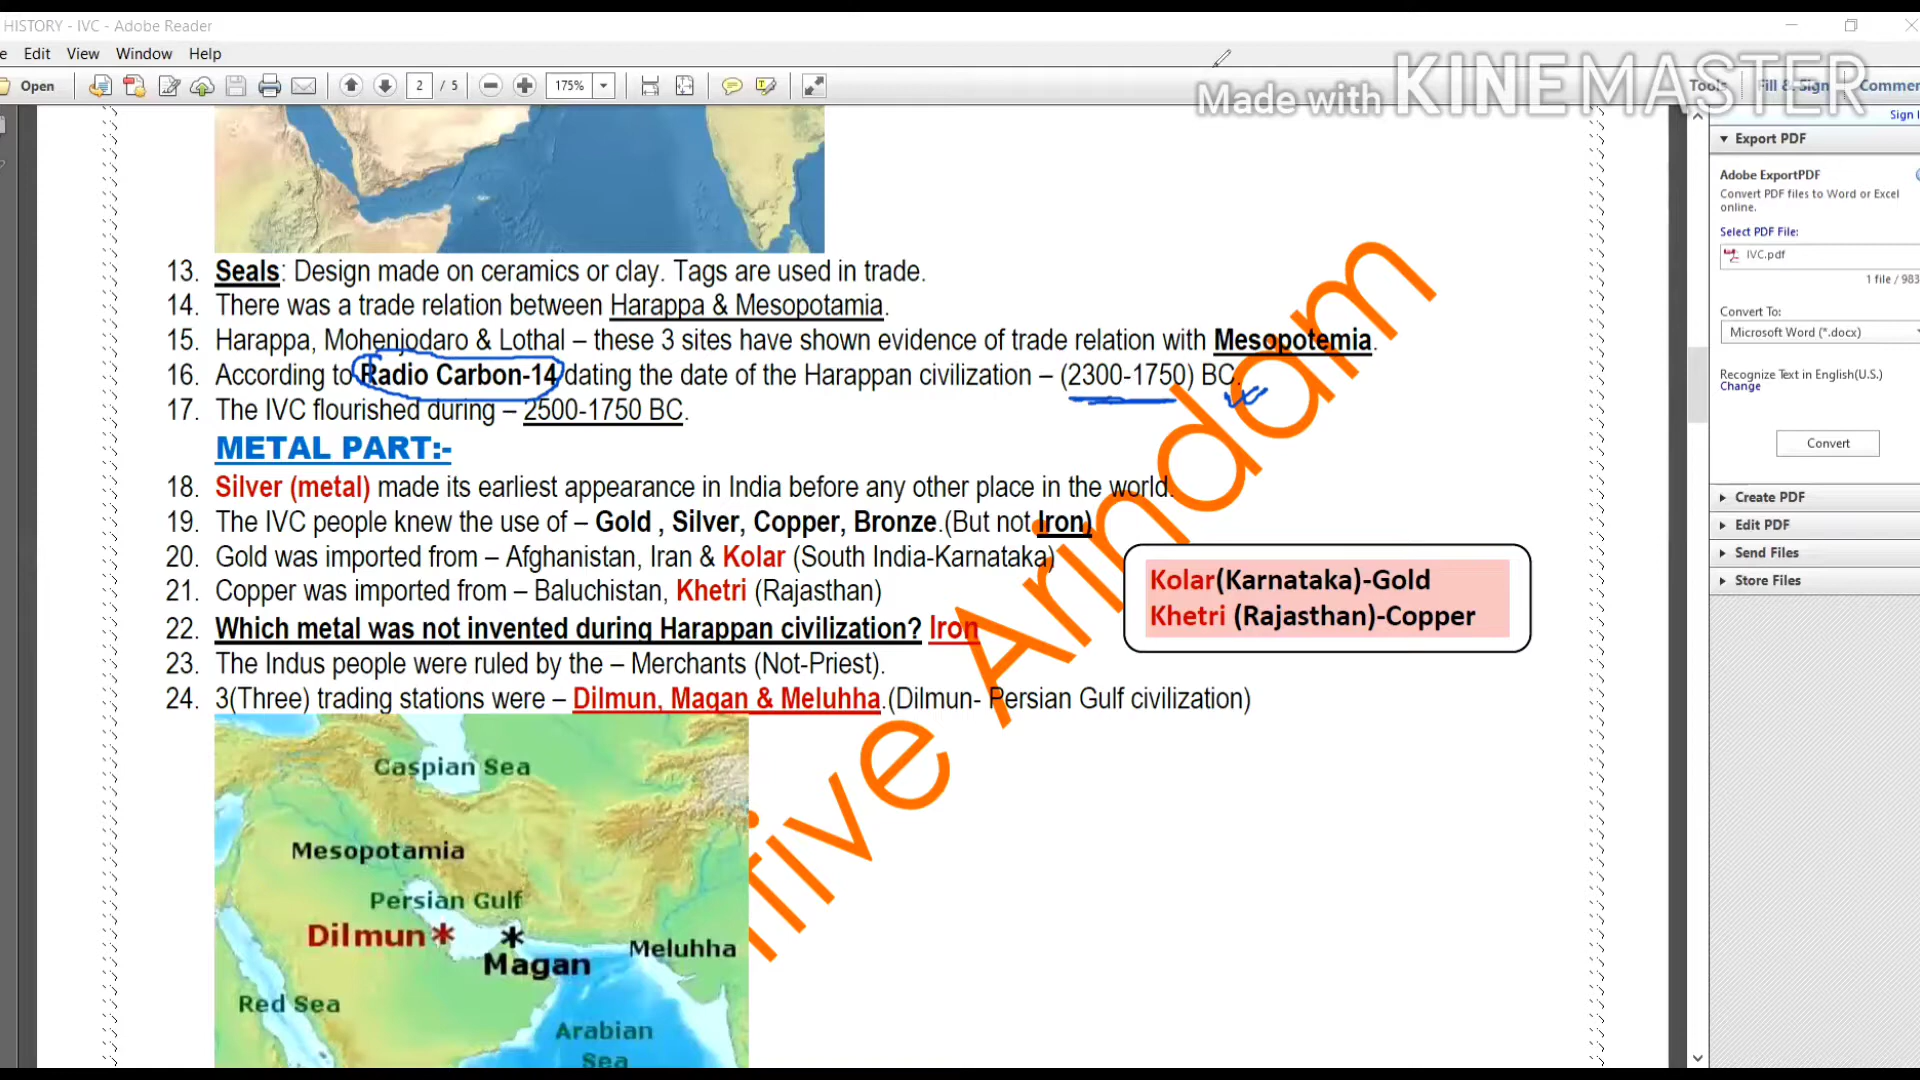 HISTORY - IVC - Adobe Reader
Edit View Window Help
Open 2 / 5 175% Tools Fill & Sign Commen
Made with KINEMASTER
Sign I
Export PDF
Adobe ExportPDF
Convert PDF files to Word or Excel
online.
Select PDF File:
IVC.pdf
1 file / 983
Convert To:
Microsoft Word (*.docx)
Recognize Text in English(U.S.)
Change
Convert
Create PDF
Edit PDF
Send Files
Store Files
13. Seals: Design made on ceramics or clay. Tags are used in trade.
14. There was a trade relation between Harappa & Mesopotamia.
15. Harappa, Mohenjodaro & Lothal – these 3 sites have shown evidence of trade relation with Mesopotemia.
16. According to Radio Carbon-14 dating the date of the Harappan civilization – (2300-1750) BC.
17. The IVC flourished during – 2500-1750 BC.
METAL PART:-
18. Silver (metal) made its earliest appearance in India before any other place in the world.
19. The IVC people knew the use of – Gold , Silver, Copper, Bronze.(But not Iron)
20. Gold was imported from – Afghanistan, Iran & Kolar (South India-Karnataka)
21. Copper was imported from – Baluchistan, Khetri (Rajasthan)
22. Which metal was not invented during Harappan civilization? Iron
23. The Indus people were ruled by the – Merchants (Not-Priest).
24. 3(Three) trading stations were – Dilmun, Magan & Meluhha.(Dilmun- Persian Gulf civilization)
Kolar(Karnataka)-Gold
Khetri (Rajasthan)-Copper
Caspian Sea
Mesopotamia
Persian Gulf
Dilmun*
*
Meluhha
Magan
Red Sea
Arabian
Sea
five Arindam